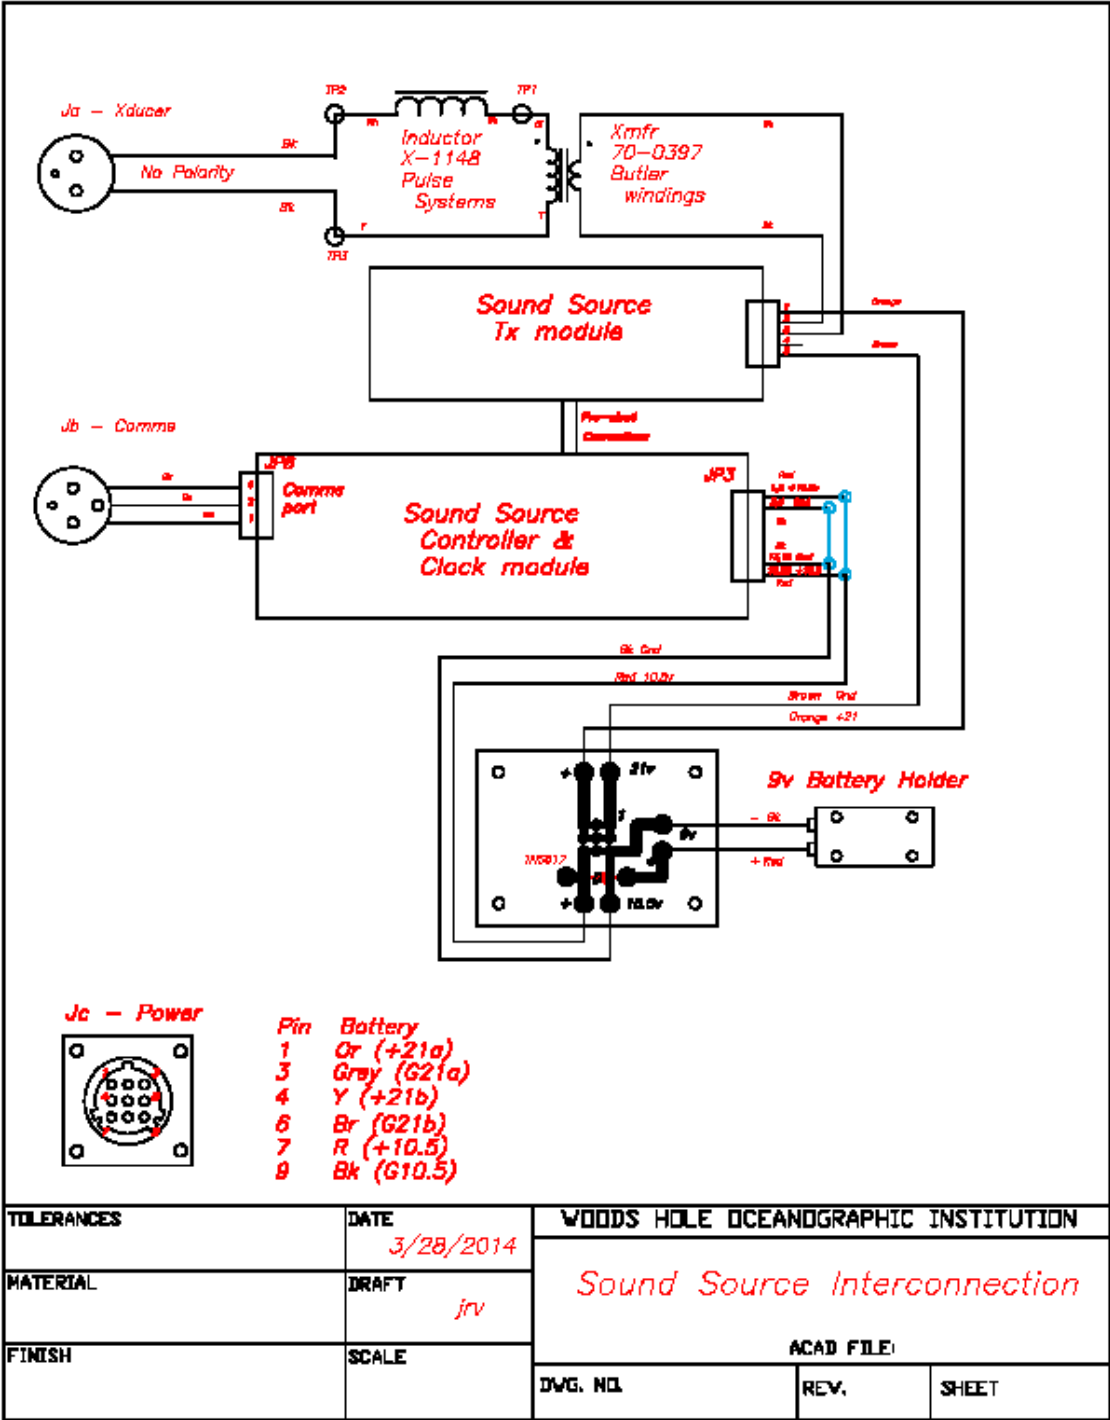 TP2
TP1
Ja - Xducer
Bk
No Polarity
Bk
Inductor
X-1148
Pulse
Systems
Xmfr
70-0397
Butler
windings
TP3
Sound Source
Tx module
Orange
Brown
Jb - Comms
JP6
Comms
port
JP3
Red
Sound Source
Controller &
Clock module
Red
Bk Gnd
Red 10.5v
Brown Gnd
Orange +21
+ 21v
9v Battery Holder
- Bk
9v
+ Red
+ 10.5v
Jc - Power
Pin Battery
1 Or (+21a)
3 Grey (G21a)
4 Y (+21b)
6 Br (G21b)
7 R (+10.5)
9 Bk (G10.5)
TOLERANCES
DATE
3/28/2014
WOODS HOLE OCEANOGRAPHIC INSTITUTION
MATERIAL
DRAFT
jrv
Sound Source Interconnection
FINISH
SCALE
ACAD FILE:
DWG. NO.
REV.
SHEET